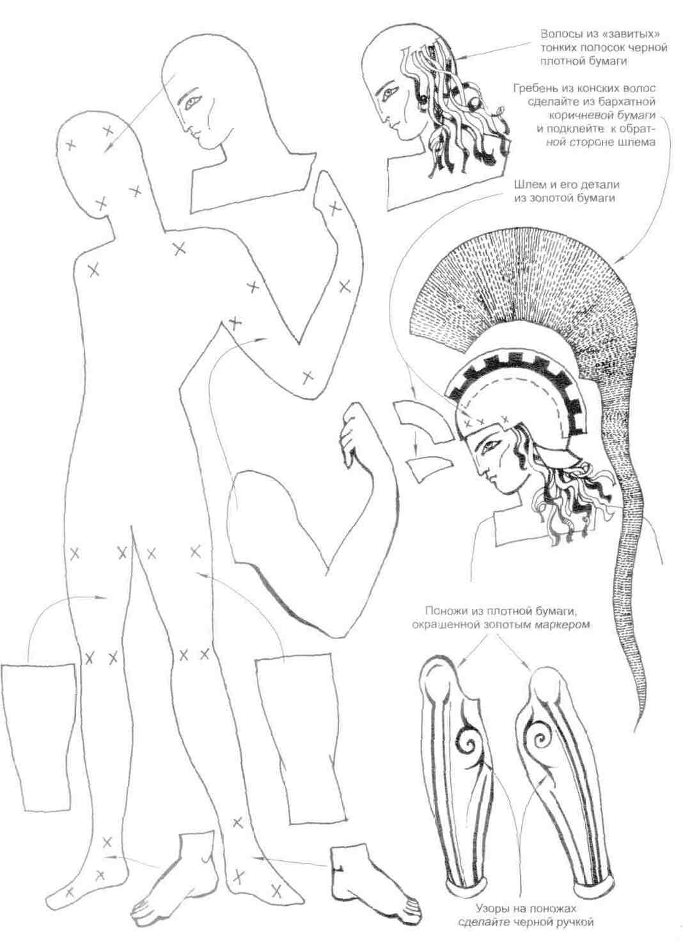 Волосы из «завитых»
тонких полосок черной
плотной бумаги
Гребень из конских волос
сделайте из бархатной
коричневой бумаги
и подклейте к обрат-
ной стороне шлема
Шлем и его детали
из золотой бумаги
Поножи из плотной бумаги,
окрашенной золотым маркером
Узоры на поножах
сделайте черной ручкой